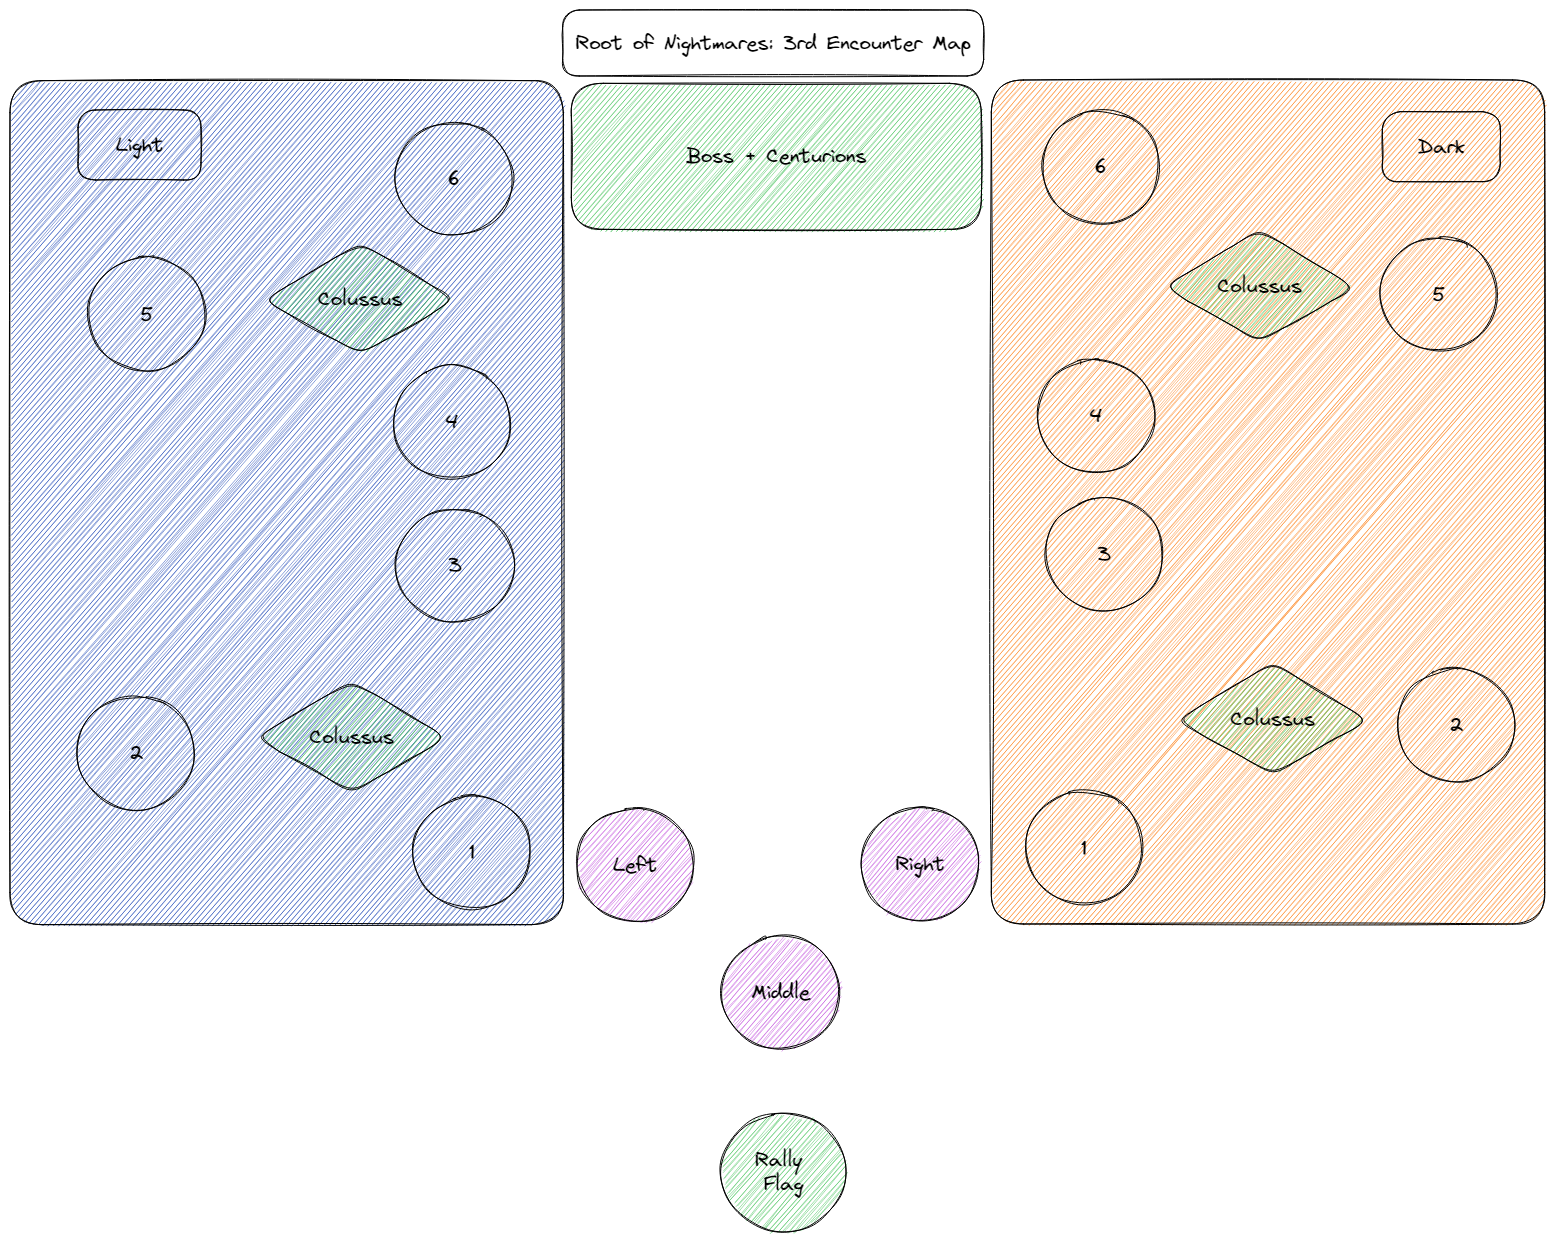 Root of Nightmares: 3rd Encounter Map
Light
6
5
Colussus
4
3
2
Colussus
1
Boss + Centurions
Left
Right
Middle
Rally
Flag
6
Dark
Colussus
5
4
3
Colussus
2
1